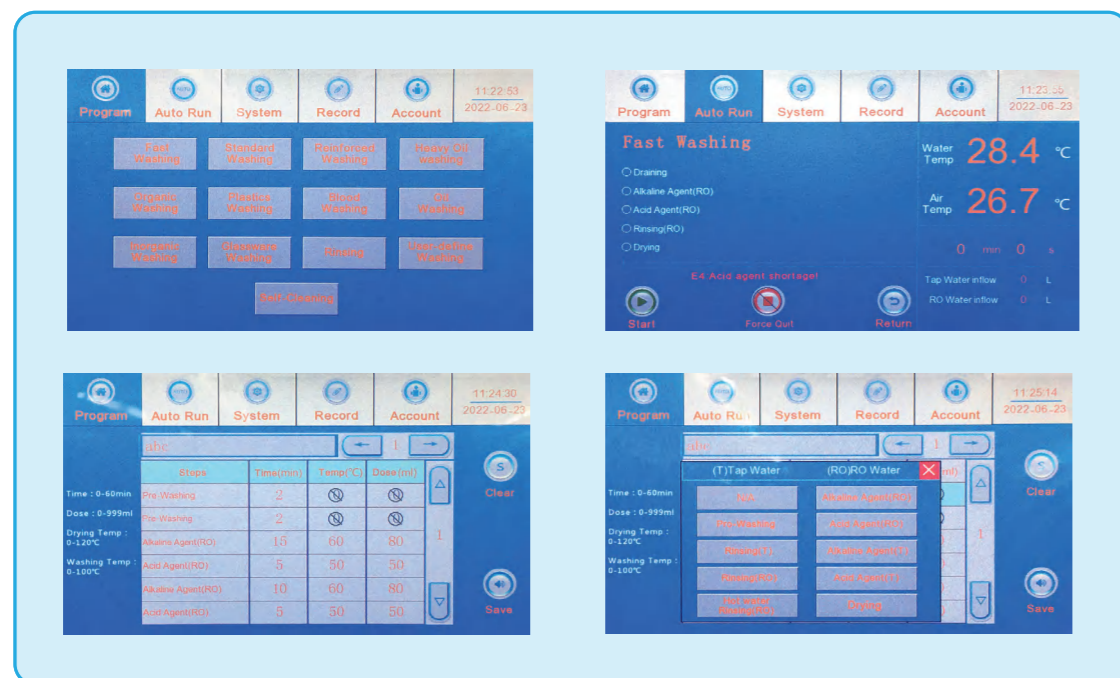 Program Auto Run System Record Account 11:22:53
2022-06-23
Fast Washing Standard Washing Reinforced Washing Heavy Oil washing
Organic Washing Plastics Washing Blood Washing Oil Washing
Inorganic Washing Glassware Washing Rinsing User-define Washing
Self-Cleaning
Program Auto Run System Record Account 11:23
2022-06-23
Fast Washing
Draining
Alkaline Agent(RO)
Acid Agent(RO)
Rinsing(RO)
Drying
Water Temp 28.4 ℃
Air Temp 26.7 ℃
0 min 0 s
E4 Acid agent shortage!
Tap Water inflow 0 L
RO Water inflow 0 L
Start Force Quit Return
Program Auto Run System Record Account 11:24:30
2022-06-23
abc ← 1 →
Steps Time(min) Temp(℃) Dose(ml)
Pre-Washing 2
Pre-Washing 2
Alkaline Agent(RO) 15 60 80
Acid Agent(RO) 5 50 50
Alkaline Agent(RO) 10 60 80
Acid Agent(RO) 5 50 50
1
Time : 0-60min
Dose : 0-999ml
Drying Temp :
0-120℃
Washing Temp :
0-100℃
S
Clear
Save
Program Auto Run System Record Account 11:25:14
2022-06-23
abc ← 1 →
(T)Tap Water (RO)RO Water X ml)
Alkaline Agent(RO)
Pre-Washing Acid Agent(RO)
Rinsing(T) Alkaline Agent(T)
Rinsing(RO) Acid Agent(T)
Hot water Rinsing(RO) Drying
1
Time : 0-60min
Dose : 0-999ml
Drying Temp :
0-120℃
Washing Temp :
0-100℃
S
Clear
Save